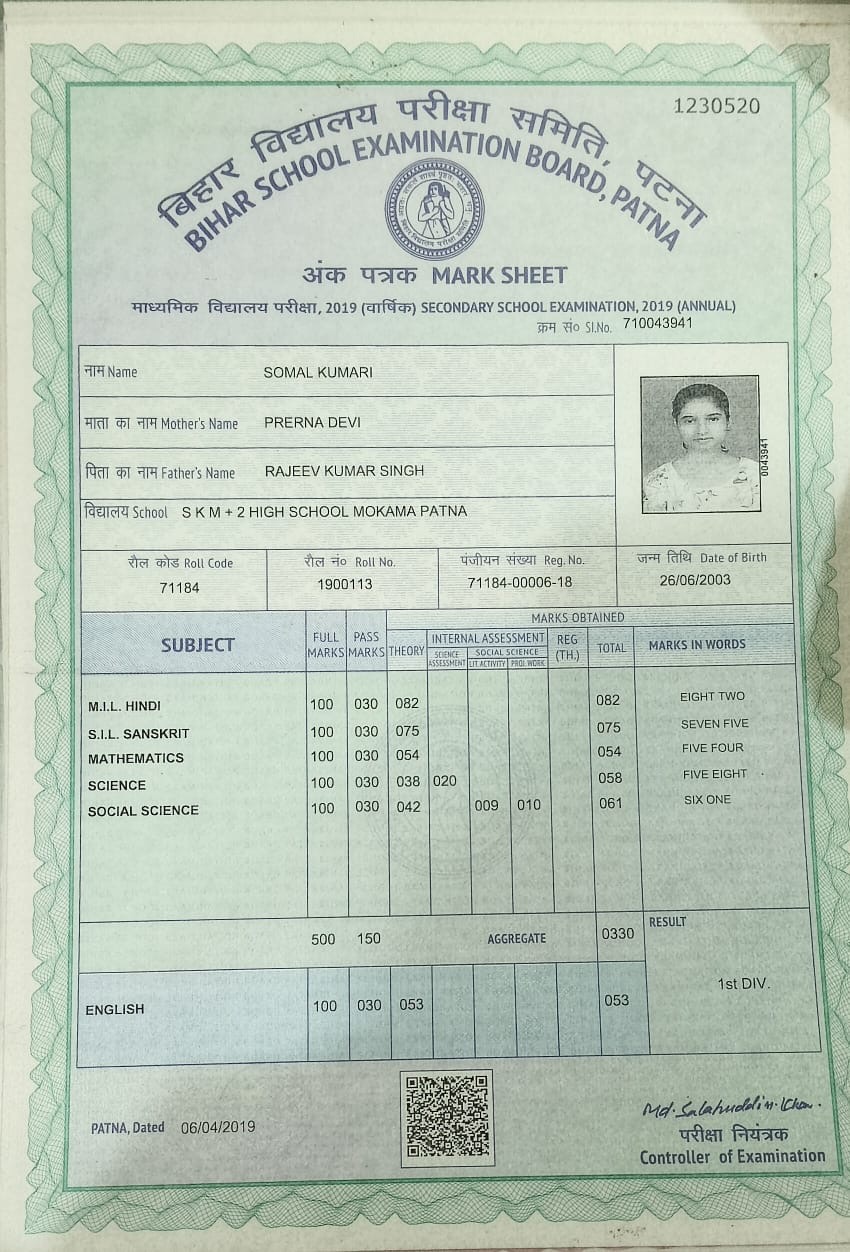 1230520
बिहार विद्यालय परीक्षा समिति, पटना
BIHAR SCHOOL EXAMINATION BOARD, PATNA
अंक पत्रक MARK SHEET
माध्यमिक विद्यालय परीक्षा, 2019 (वार्षिक) SECONDARY SCHOOL EXAMINATION, 2019 (ANNUAL)
क्रम सं० Sl.No. 710043941
नाम Name SOMAL KUMARI
माता का नाम Mother's Name PRERNA DEVI
पिता का नाम Father's Name RAJEEV KUMAR SINGH
0043941
विद्यालय School S K M + 2 HIGH SCHOOL MOKAMA PATNA
रौल कोड Roll Code रौल नं० Roll No. पंजीयन संख्या Reg. No. जन्म तिथि Date of Birth
71184 1900113 71184-00006-18 26/06/2003
MARKS OBTAINED
SUBJECT FULL MARKS PASS MARKS THEORY INTERNAL ASSESSMENT REG (TH.) TOTAL MARKS IN WORDS
SCIENCE ASSESSMENT SOCIAL SCIENCE LIT.ACTIVITY PROJ.WORK
M.I.L. HINDI 100 030 082 082 EIGHT TWO
S.I.L. SANSKRIT 100 030 075 075 SEVEN FIVE
MATHEMATICS 100 030 054 054 FIVE FOUR
SCIENCE 100 030 038 020 058 FIVE EIGHT
SOCIAL SCIENCE 100 030 042 009 010 061 SIX ONE
500 150 AGGREGATE 0330 RESULT
1st DIV.
ENGLISH 100 030 053 053
PATNA, Dated 06/04/2019
Md. Salahuddin Khan.
परीक्षा नियंत्रक
Controller of Examination